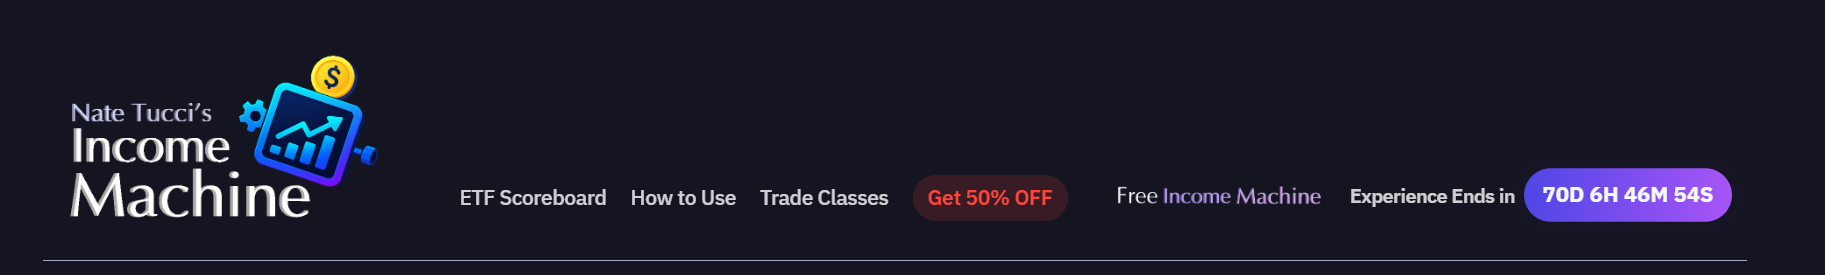 Nate Tucci's
Income
Machine
$
ETF Scoreboard How to Use Trade Classes Get 50% OFF Free Income Machine Experience Ends in 70D 6H 46M 54S